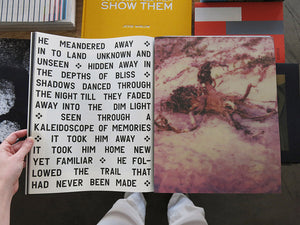 SHOW THEM
HE MEANDERED AWAY ❖
IN TO LAND UNKNOWN AND
UNSEEN ❖ HIDDEN AWAY IN
THE DEPTHS OF BLISS ❖
SHADOWS DANCED THROUGH
THE NIGHT TILL THEY FADED
AWAY INTO THE DIM LIGHT
❖ SEEN THROUGH A
KALEIDOSCOPE OF MEMORIES
❖ IT TOOK HIM AWAY ❖
IT TOOK HIM HOME NEW
YET FAMILIAR ❖ HE FOL-
LOWED THE TRAIL THAT
HAD NEVER BEEN MADE ❖